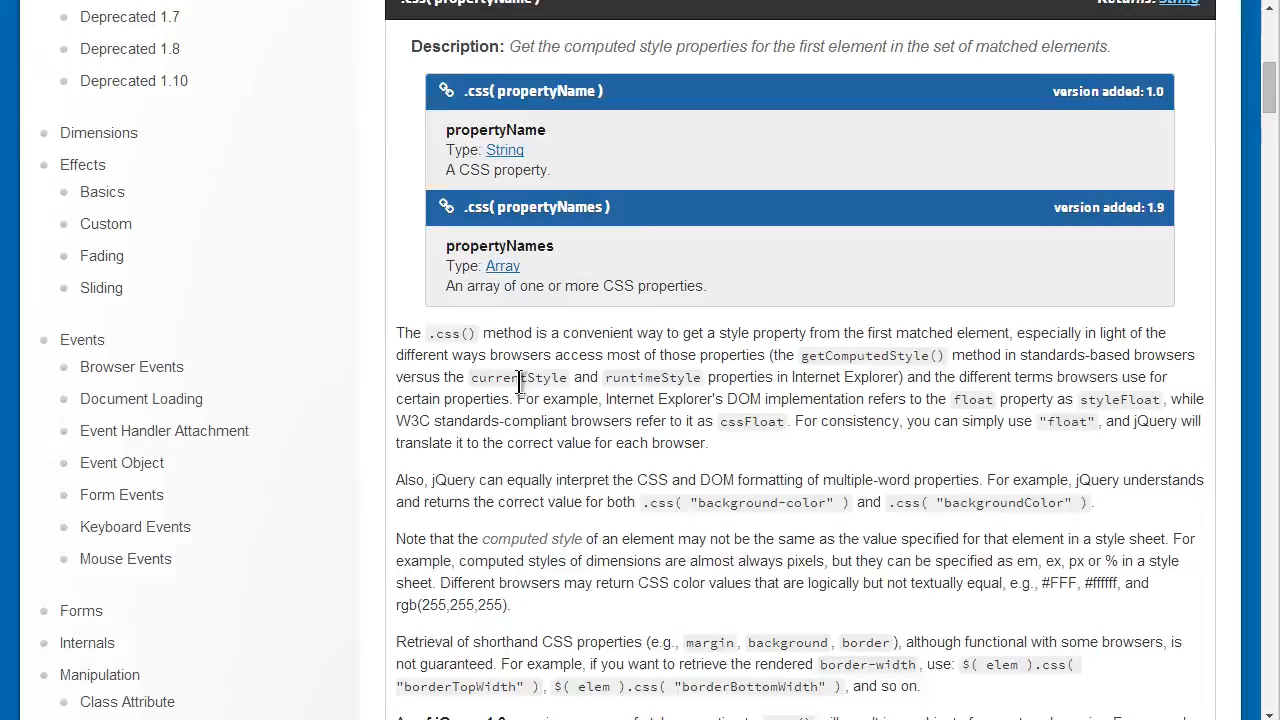 Deprecated 1.7
Deprecated 1.8
Deprecated 1.10
Dimensions
Effects
Basics
Custom
Fading
Sliding
Events
Browser Events
Document Loading
Event Handler Attachment
Event Object
Form Events
Keyboard Events
Mouse Events
Forms
Internals
Manipulation
Class Attribute
.css( propertyName ) Returns: String
Description: Get the computed style properties for the first element in the set of matched elements.
.css( propertyName ) version added: 1.0
propertyName
Type: String
A CSS property.
.css( propertyNames ) version added: 1.9
propertyNames
Type: Array
An array of one or more CSS properties.
The .css() method is a convenient way to get a style property from the first matched element, especially in light of the
different ways browsers access most of those properties (the getComputedStyle() method in standards-based browsers
versus the currentStyle and runtimeStyle properties in Internet Explorer) and the different terms browsers use for
certain properties. For example, Internet Explorer's DOM implementation refers to the float property as styleFloat, while
W3C standards-compliant browsers refer to it as cssFloat. For consistency, you can simply use "float", and jQuery will
translate it to the correct value for each browser.
Also, jQuery can equally interpret the CSS and DOM formatting of multiple-word properties. For example, jQuery understands
and returns the correct value for both .css( "background-color" ) and .css( "backgroundColor" ).
Note that the computed style of an element may not be the same as the value specified for that element in a style sheet. For
example, computed styles of dimensions are almost always pixels, but they can be specified as em, ex, px or % in a style
sheet. Different browsers may return CSS color values that are logically but not textually equal, e.g., #FFF, #ffffff, and
rgb(255,255,255).
Retrieval of shorthand CSS properties (e.g., margin, background, border), although functional with some browsers, is
not guaranteed. For example, if you want to retrieve the rendered border-width, use: $( elem ).css(
"borderTopWidth" ), $( elem ).css( "borderBottomWidth" ), and so on.